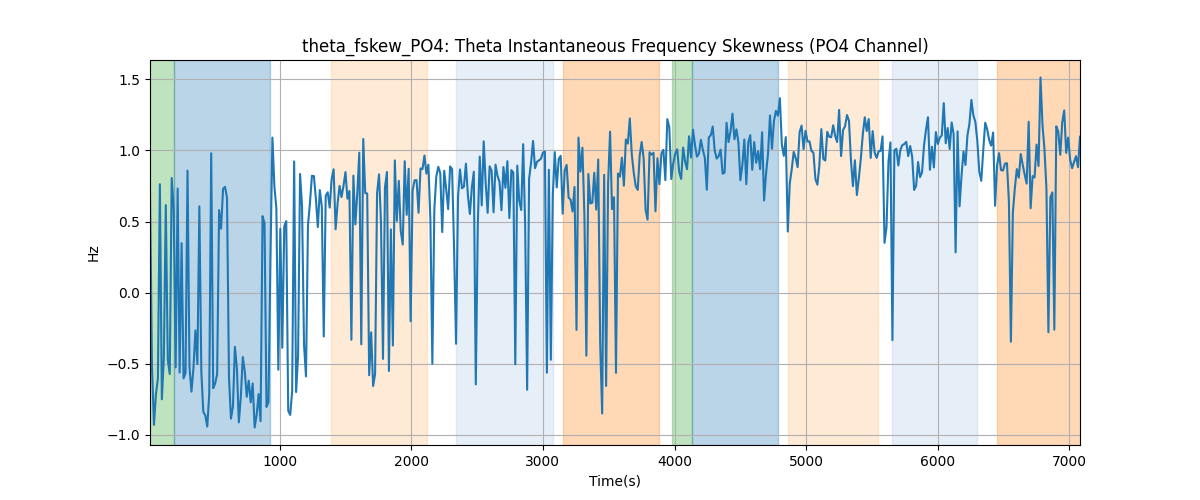 theta_fskew_PO4: Theta Instantaneous Frequency Skewness (PO4 Channel)
1.5
1.0
0.5
0.0
−0.5
−1.0
Hz
1000 2000 3000 4000 5000 6000 7000
Time(s)